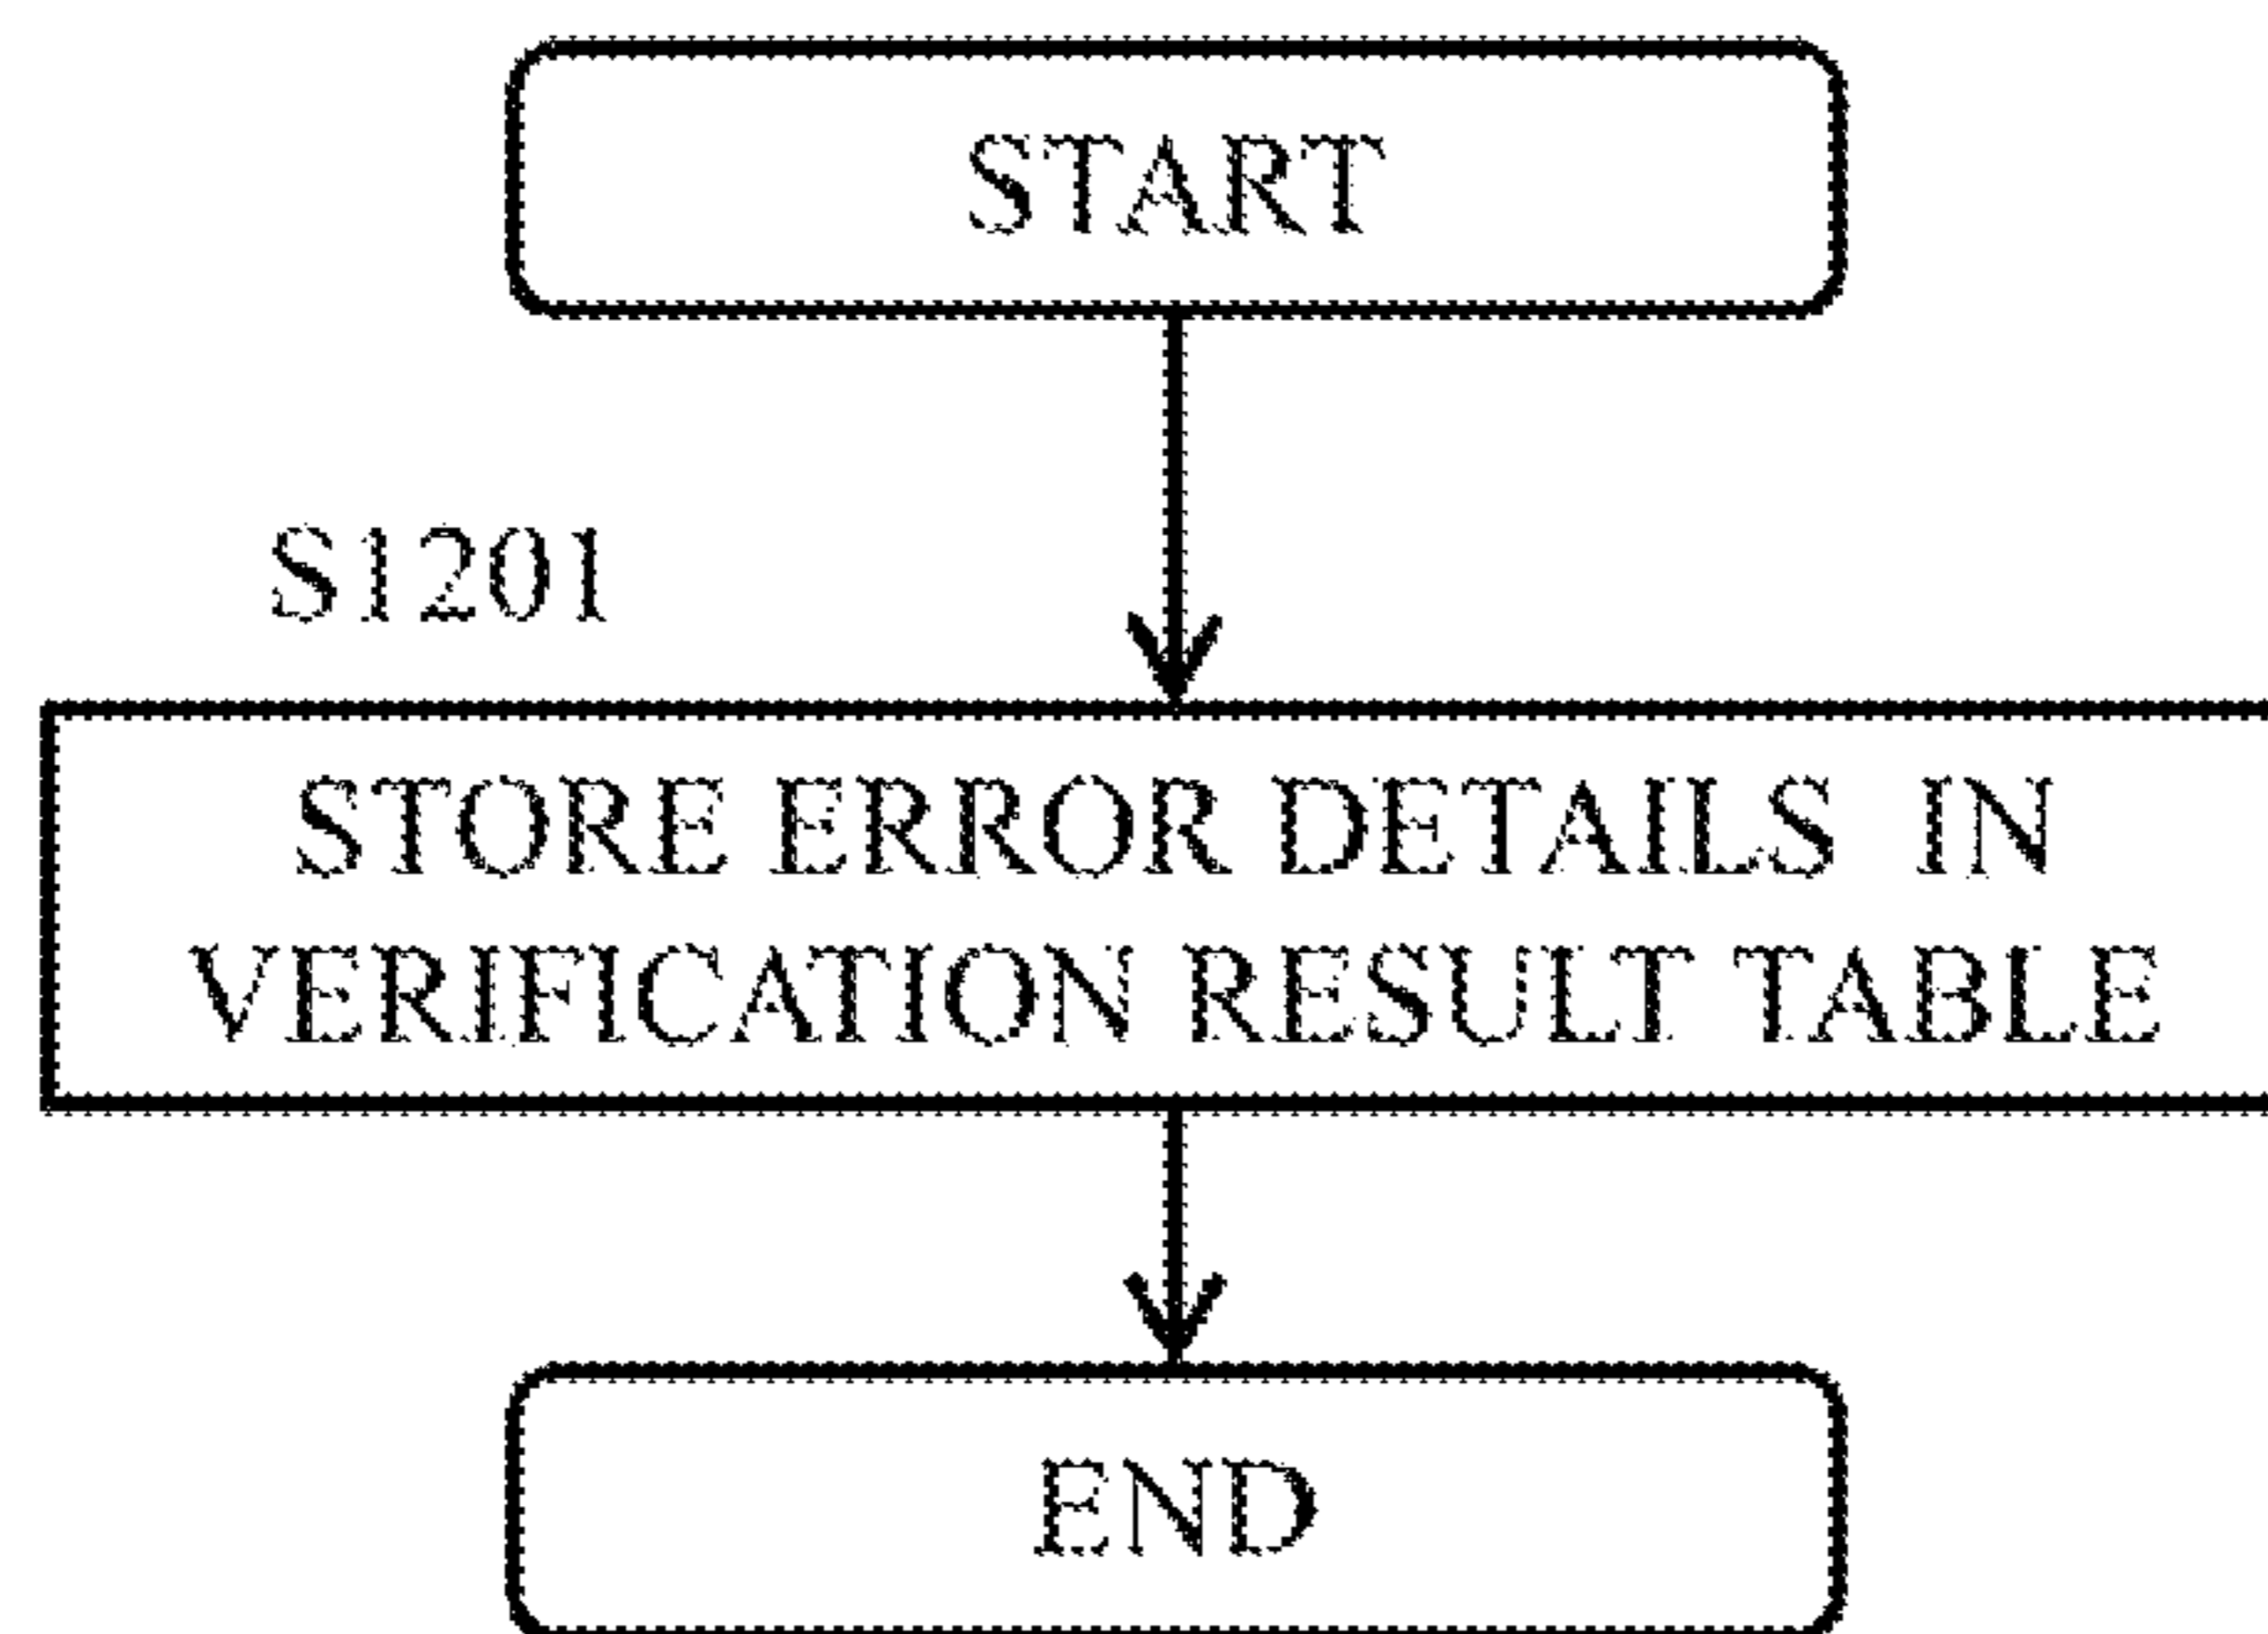 START
S1201
STORE ERROR DETAILS IN
VERIFICATION RESULT TABLE
END